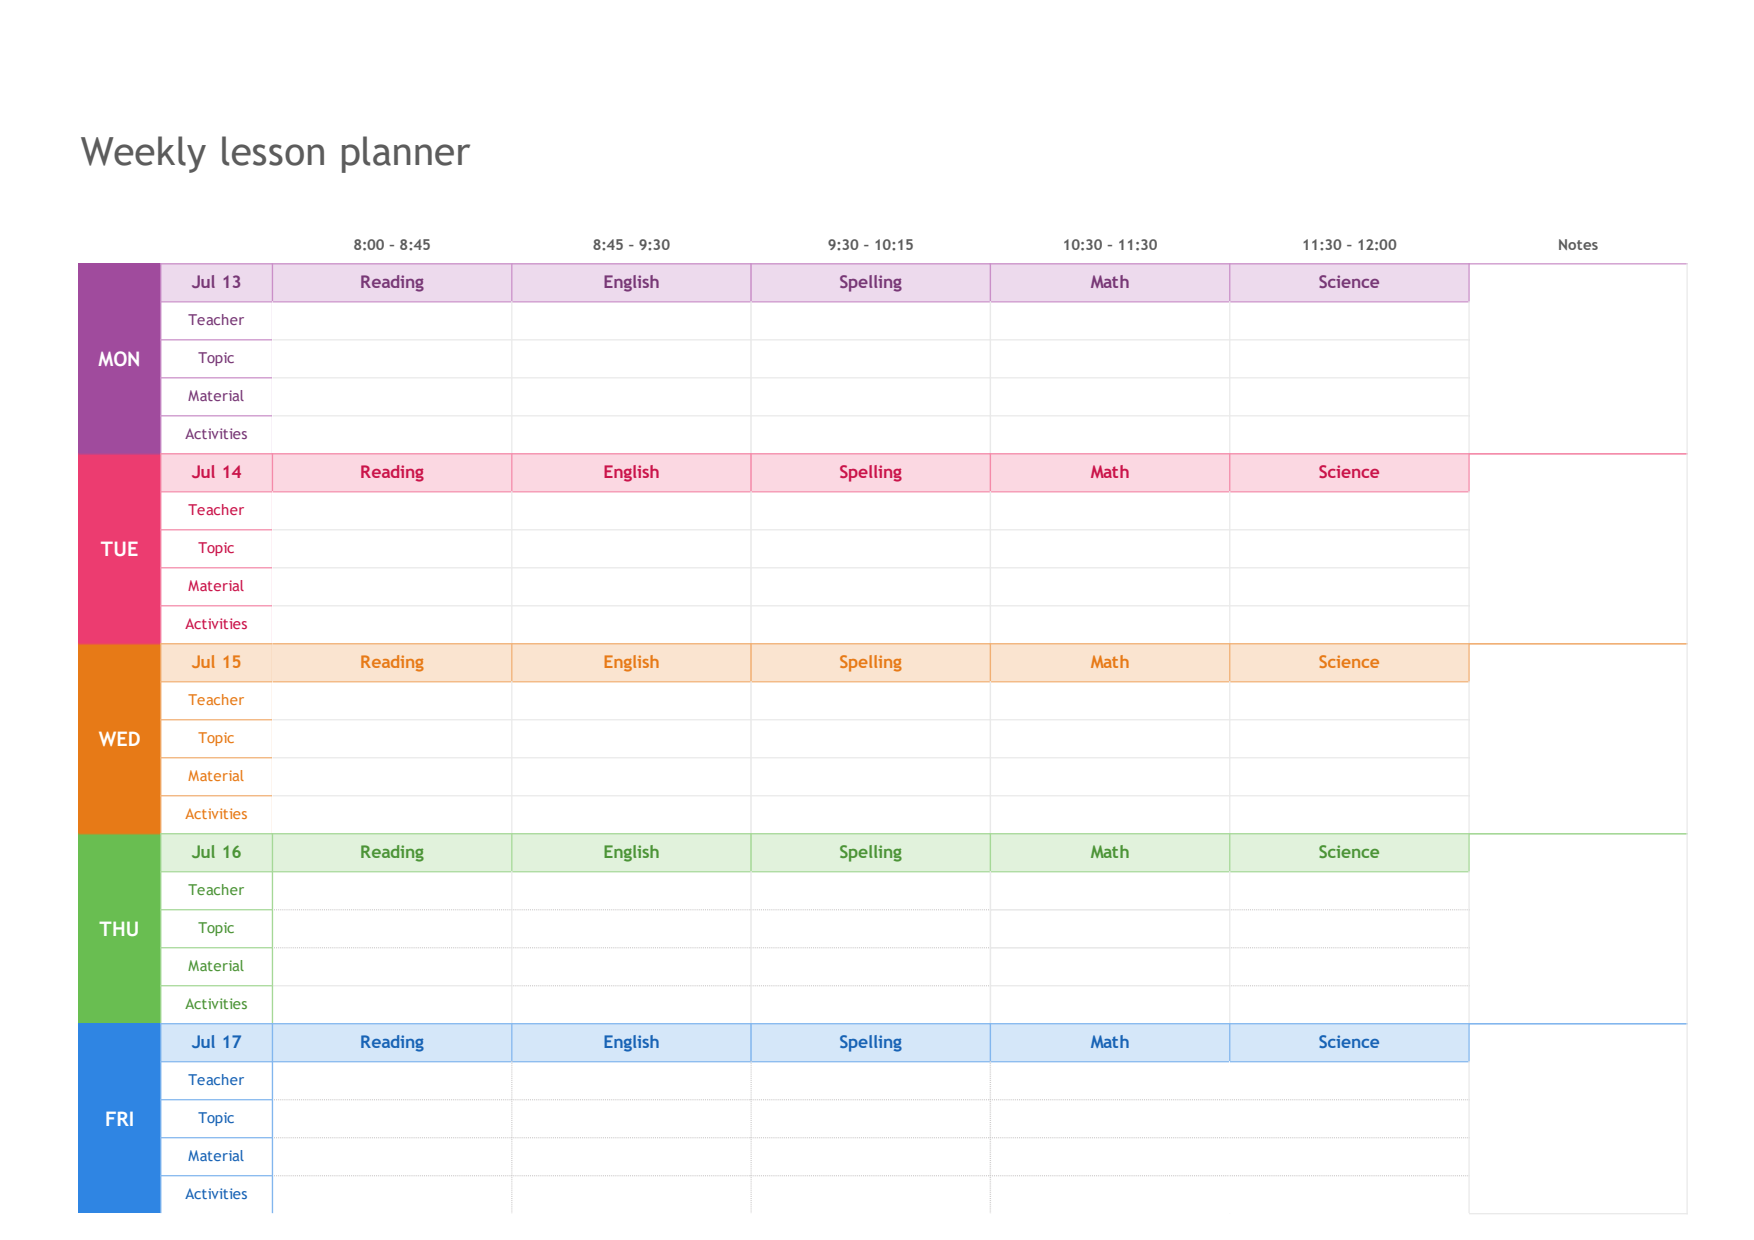 Weekly lesson planner
8:00 - 8:45 8:45 - 9:30 9:30 - 10:15 10:30 - 11:30 11:30 - 12:00 Notes
MON
Jul 13 Reading English Spelling Math Science
Teacher
Topic
Material
Activities
TUE
Jul 14 Reading English Spelling Math Science
Teacher
Topic
Material
Activities
WED
Jul 15 Reading English Spelling Math Science
Teacher
Topic
Material
Activities
THU
Jul 16 Reading English Spelling Math Science
Teacher
Topic
Material
Activities
FRI
Jul 17 Reading English Spelling Math Science
Teacher
Topic
Material
Activities